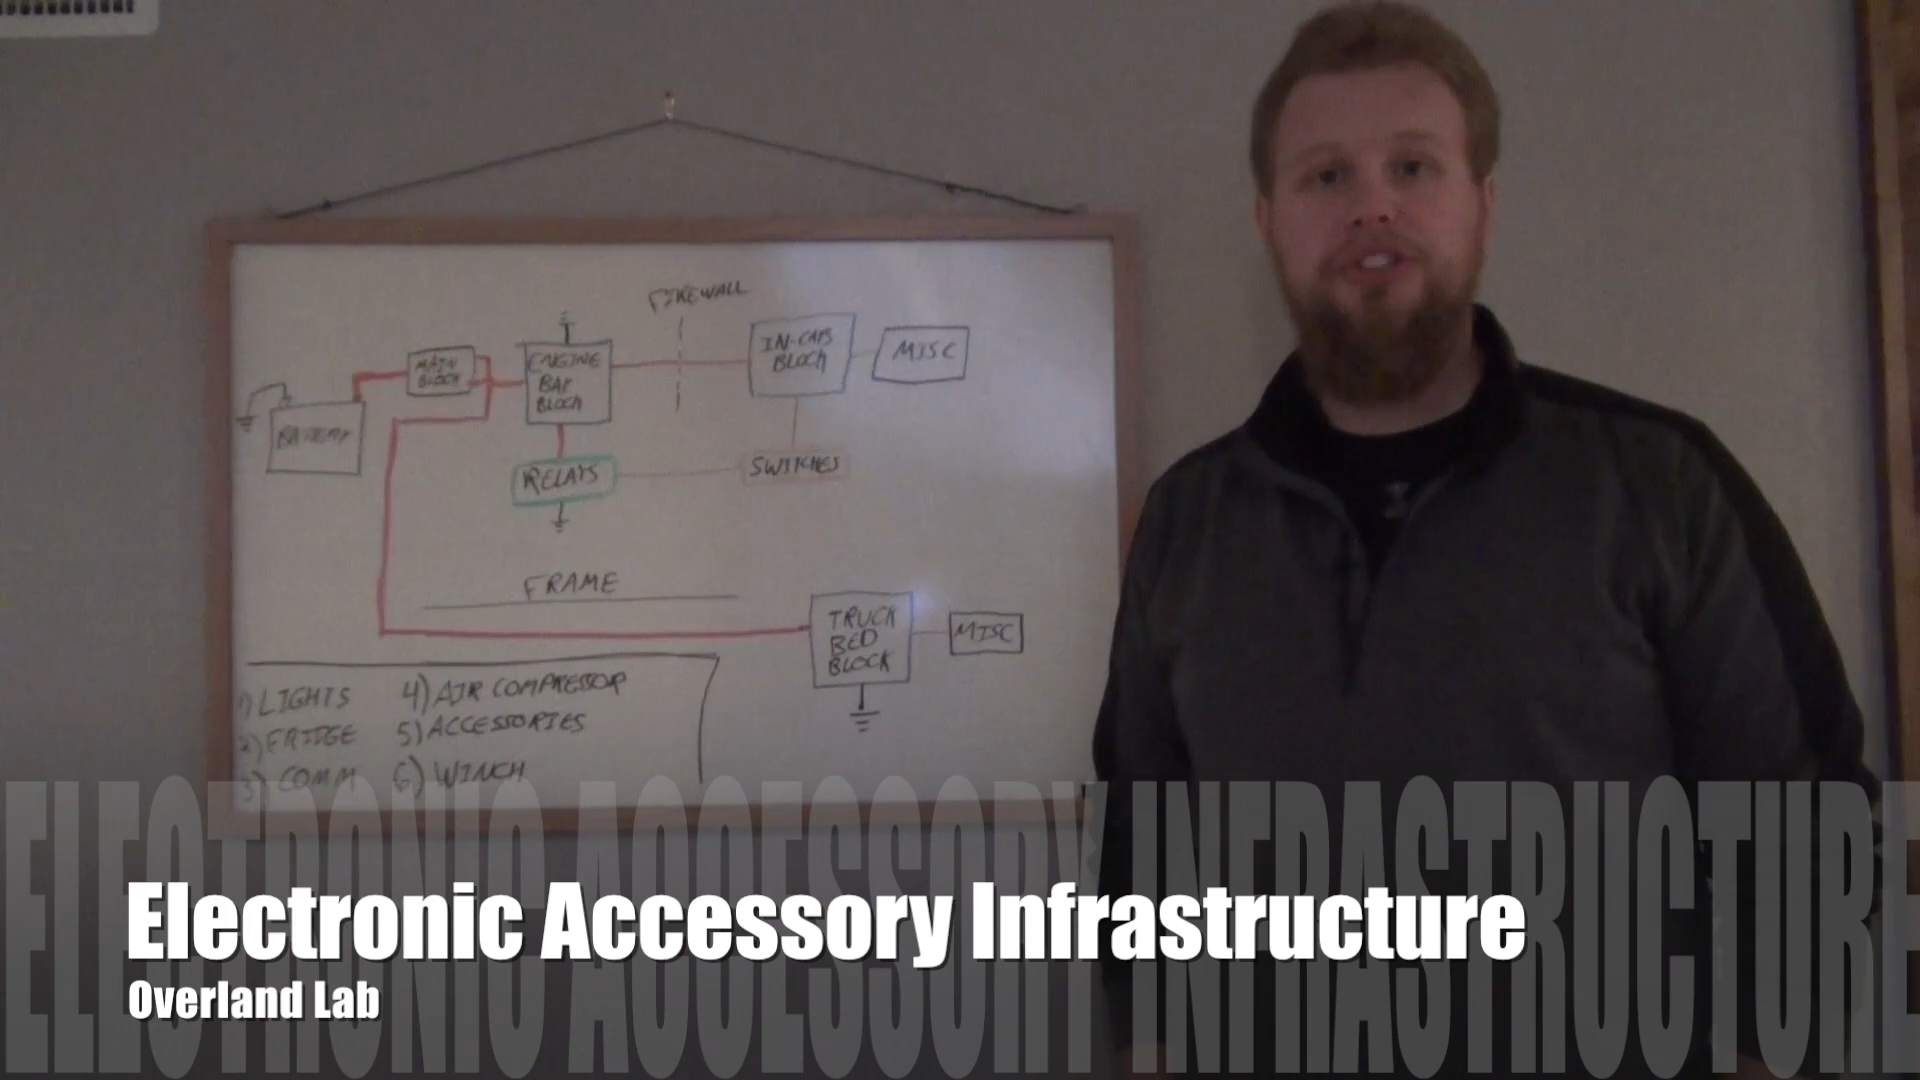 FIREWALL
MAIN
BLOCK
ENGINE
BAY
BLOCK
IN-CAB
BLOCK
MISC
BATTERY
RELAYS
SWITCHES
FRAME
TRUCK
BED
BLOCK
MISC
1) LIGHTS 4) AIR COMPRESSOR
2) FRIDGE 5) ACCESSORIES
3) COMM 6) WINCH
ELECTRONIC ACCESSORY INFRASTRUCTURE
Electronic Accessory Infrastructure
Overland Lab